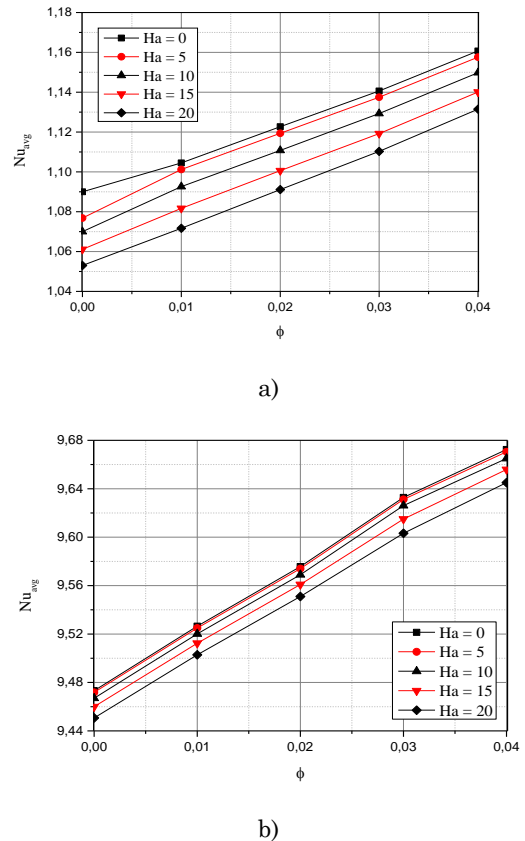 1,18
1,16
1,14
1,12
1,10
1,08
1,06
1,04
Nu_avg
Ha = 0
Ha = 5
Ha = 10
Ha = 15
Ha = 20
0,00 0,01 0,02 0,03 0,04
ϕ
a)
9,68
9,64
9,60
9,56
9,52
9,48
9,44
Nu_avg
Ha = 0
Ha = 5
Ha = 10
Ha = 15
Ha = 20
0,00 0,01 0,02 0,03 0,04
ϕ
b)